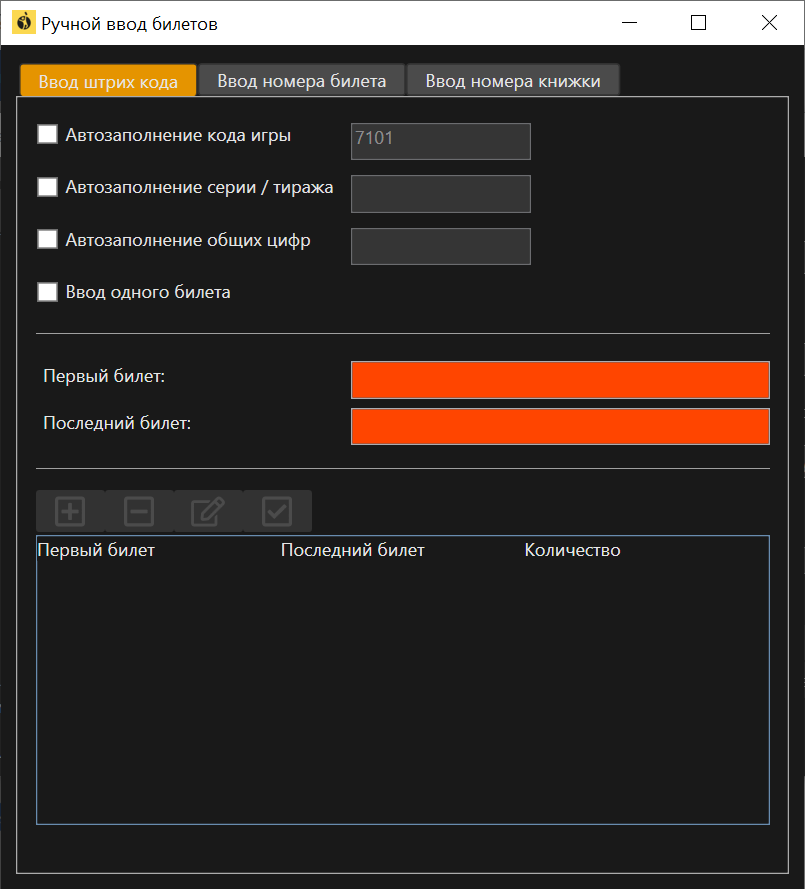 Ручной ввод билетов
Ввод штрих кода
Ввод номера билета
Ввод номера книжки
Автозаполнение кода игры
7101
Автозаполнение серии / тиража
Автозаполнение общих цифр
Ввод одного билета
Первый билет:
Последний билет:
Первый билет
Последний билет
Количество